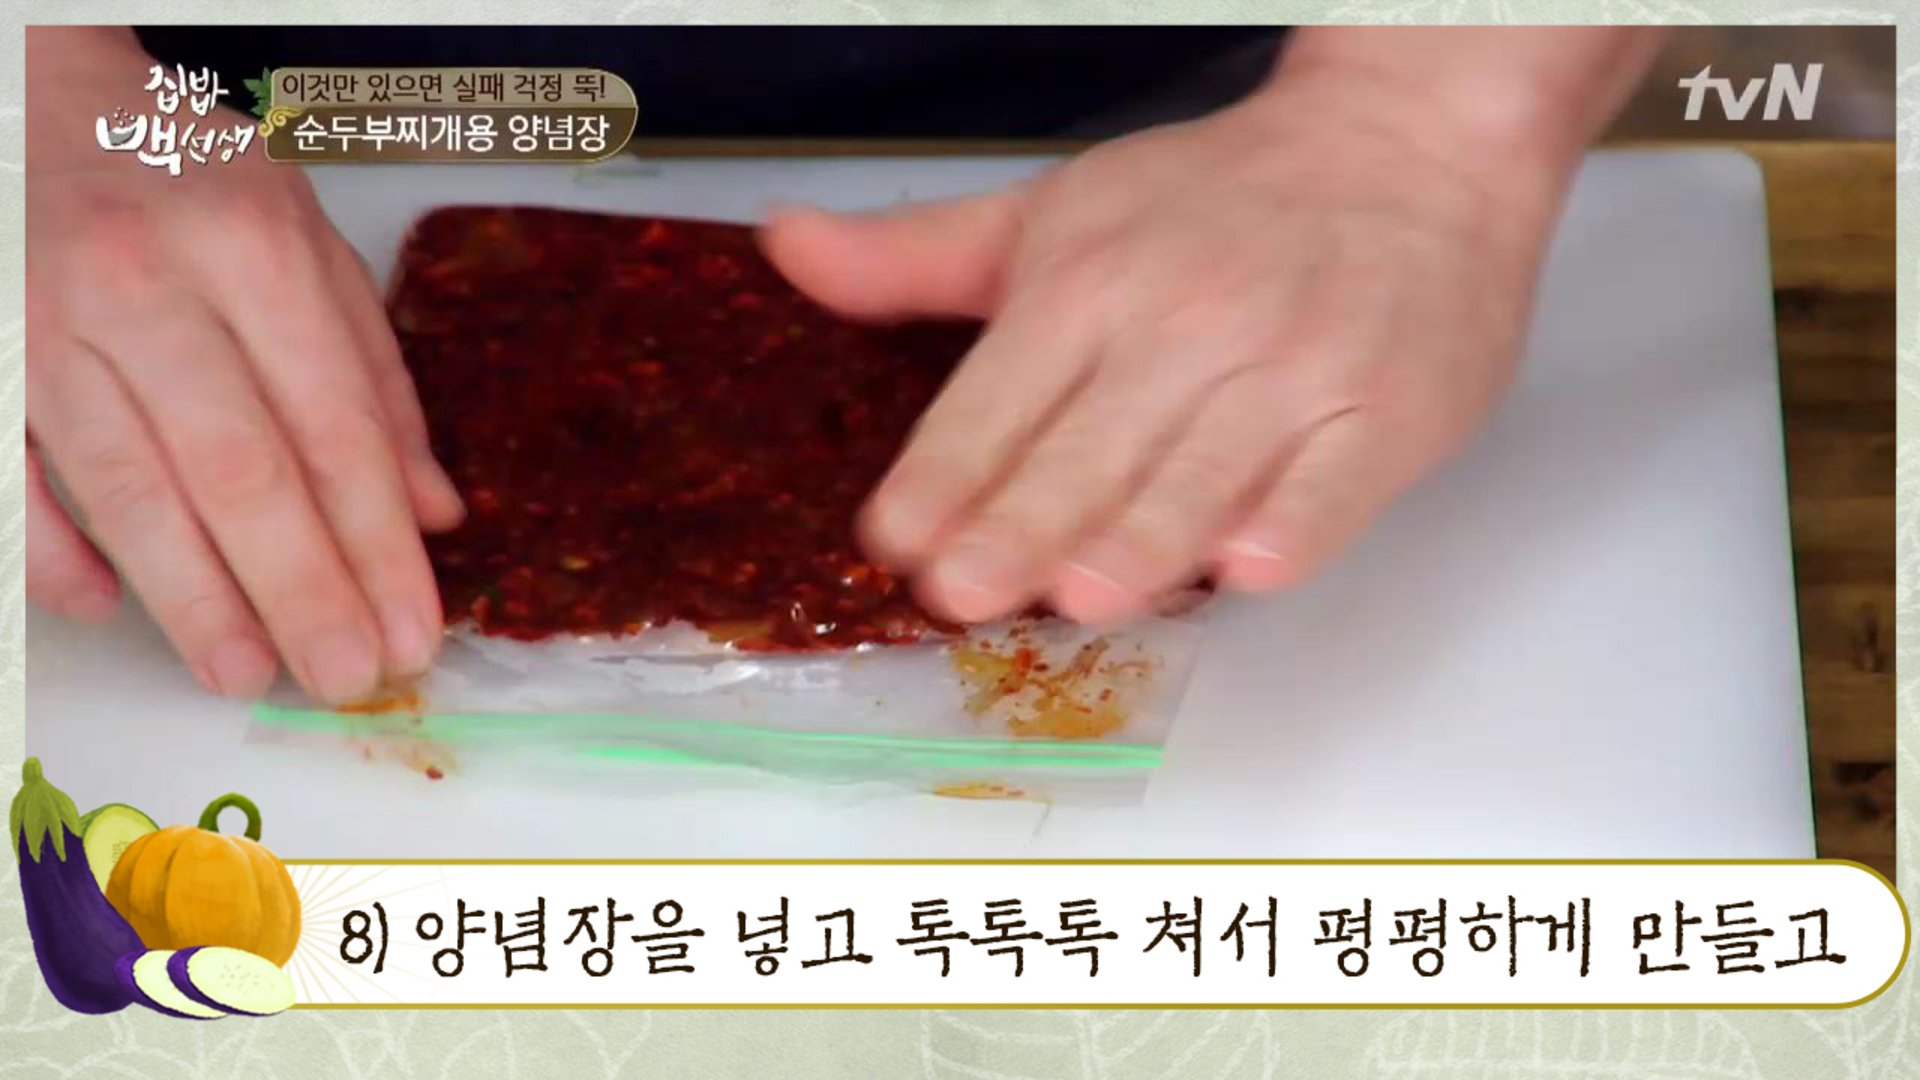 집밥
백선생
이것만 있으면 실패 걱정 뚝!
순두부찌개용 양념장
tvN
8) 양념장을 넣고 톡톡톡 쳐서 평평하게 만들고